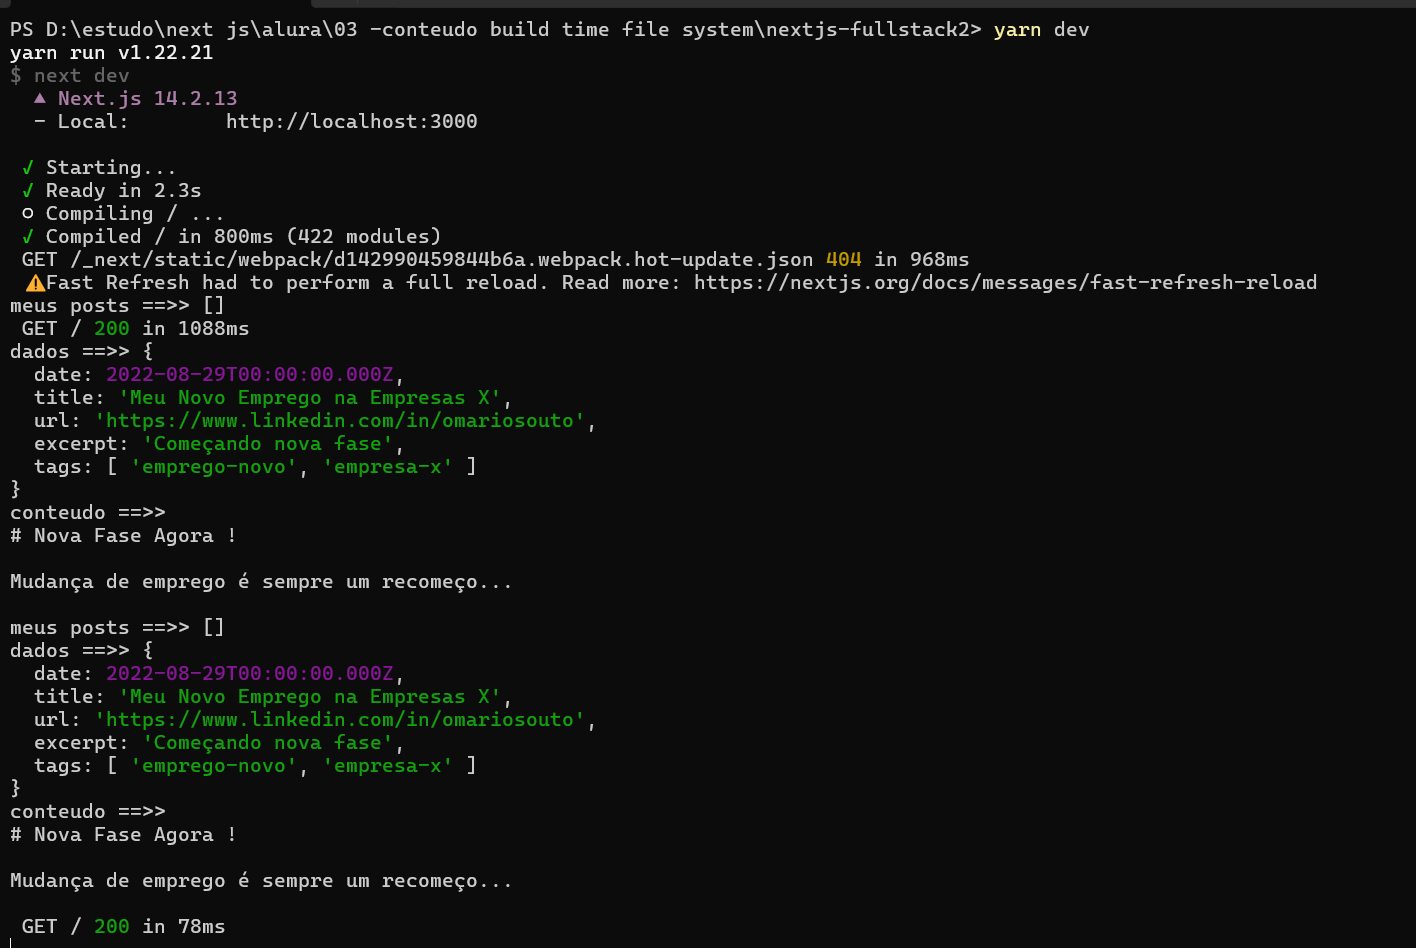 PS D:\estudo\next js\alura\03 -conteudo build time file system\nextjs-fullstack2> yarn dev
yarn run v1.22.21
$ next dev
▲ Next.js 14.2.13
- Local:        http://localhost:3000
√ Starting...
√ Ready in 2.3s
○ Compiling / ...
√ Compiled / in 800ms (422 modules)
GET /_next/static/webpack/d142990459844b6a.webpack.hot-update.json 404 in 968ms
⚠Fast Refresh had to perform a full reload. Read more: https://nextjs.org/docs/messages/fast-refresh-reload
meus posts ==>> []
GET / 200 in 1088ms
dados ==>> {
  date: 2022-08-29T00:00:00.000Z,
  title: 'Meu Novo Emprego na Empresas X',
  url: 'https://www.linkedin.com/in/omariosouto',
  excerpt: 'Começando nova fase',
  tags: [ 'emprego-novo', 'empresa-x' ]
}
conteudo ==>>
# Nova Fase Agora !
Mudança de emprego é sempre um recomeço...
meus posts ==>> []
dados ==>> {
  date: 2022-08-29T00:00:00.000Z,
  title: 'Meu Novo Emprego na Empresas X',
  url: 'https://www.linkedin.com/in/omariosouto',
  excerpt: 'Começando nova fase',
  tags: [ 'emprego-novo', 'empresa-x' ]
}
conteudo ==>>
# Nova Fase Agora !
Mudança de emprego é sempre um recomeço...
GET / 200 in 78ms